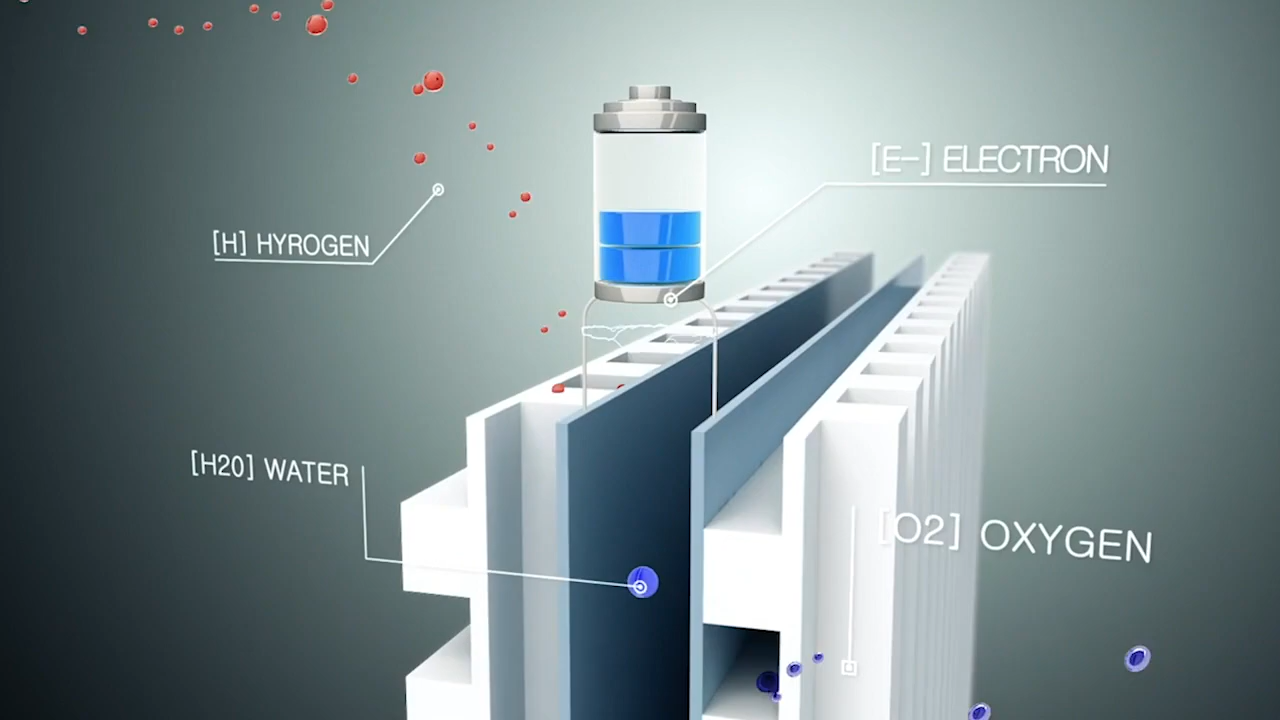 [E-] ELECTRON
[H] HYROGEN
[H20] WATER
[O2] OXYGEN